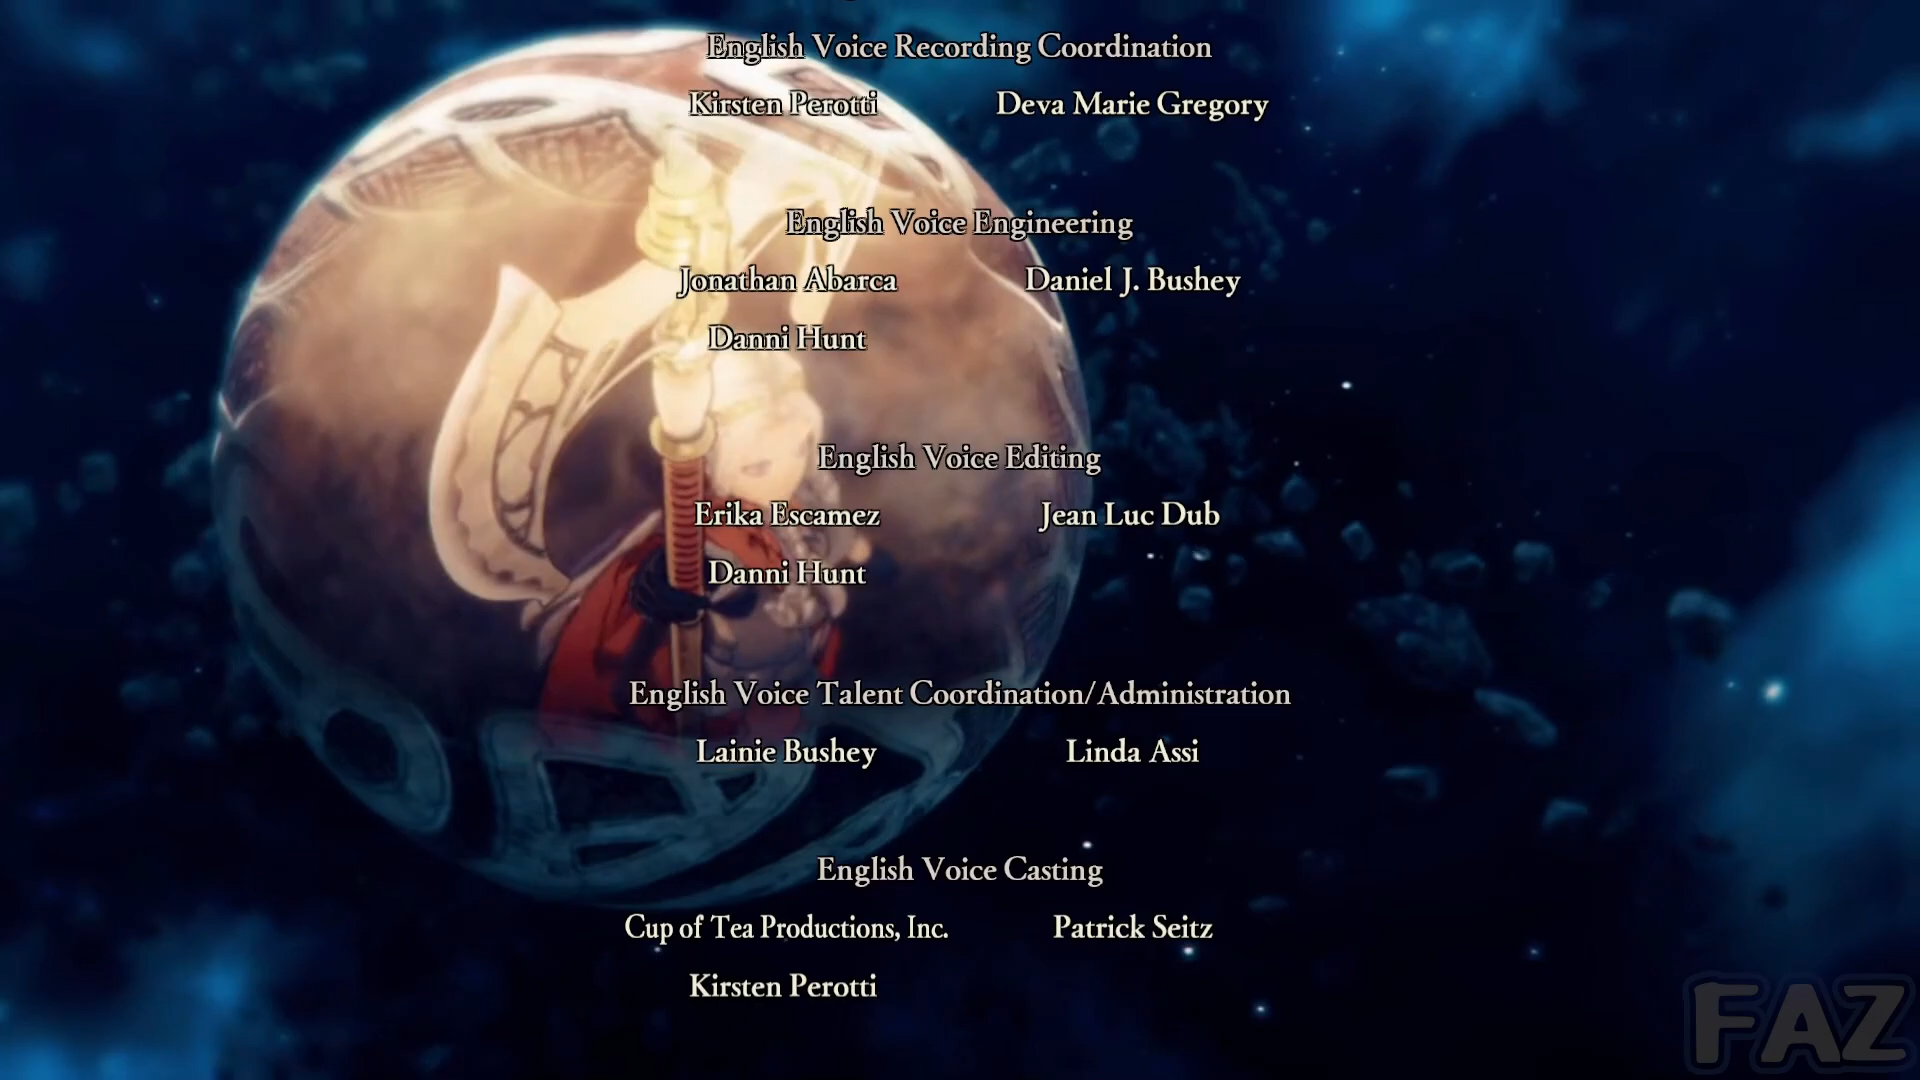 English Voice Recording Coordination
Kirsten Perotti Deva Marie Gregory
English Voice Engineering
Jonathan Abarca Daniel J. Bushey
Danni Hunt
English Voice Editing
Erika Escamez Jean Luc Dub
Danni Hunt
English Voice Talent Coordination/Administration
Lainie Bushey Linda Assi
English Voice Casting
Cup of Tea Productions, Inc. Patrick Seitz
Kirsten Perotti
FAZ